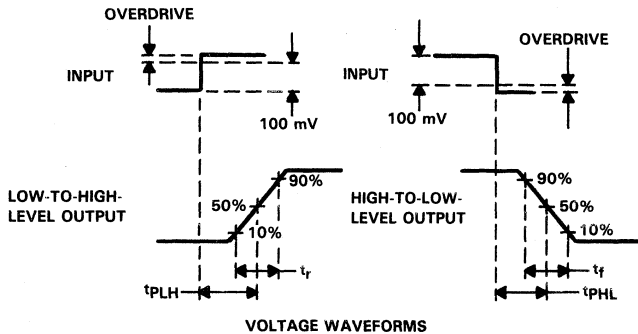 OVERDRIVE
INPUT
100 mV
LOW-TO-HIGH-
LEVEL OUTPUT
90%
50%
10%
tr
tPLH
OVERDRIVE
INPUT
100 mV
HIGH-TO-LOW-
LEVEL OUTPUT
90%
50%
10%
tf
tPHL
VOLTAGE WAVEFORMS